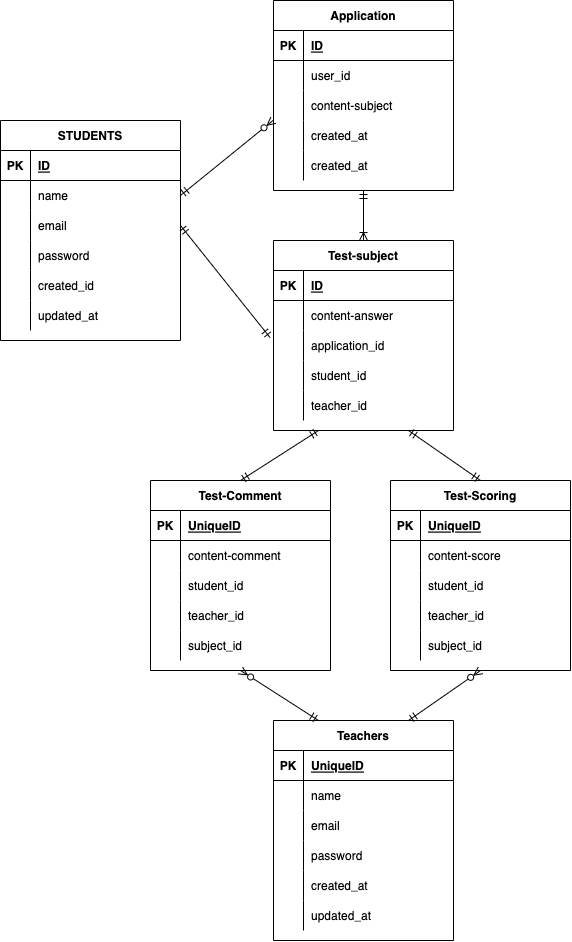 Application
PK ID
user_id
content-subject
created_at
created_at
STUDENTS
PK ID
name
email
password
created_id
updated_at
Test-subject
PK ID
content-answer
application_id
student_id
teacher_id
Test-Comment
PK UniqueID
content-comment
student_id
teacher_id
subject_id
Test-Scoring
PK UniqueID
content-score
student_id
teacher_id
subject_id
Teachers
PK UniqueID
name
email
password
created_at
updated_at